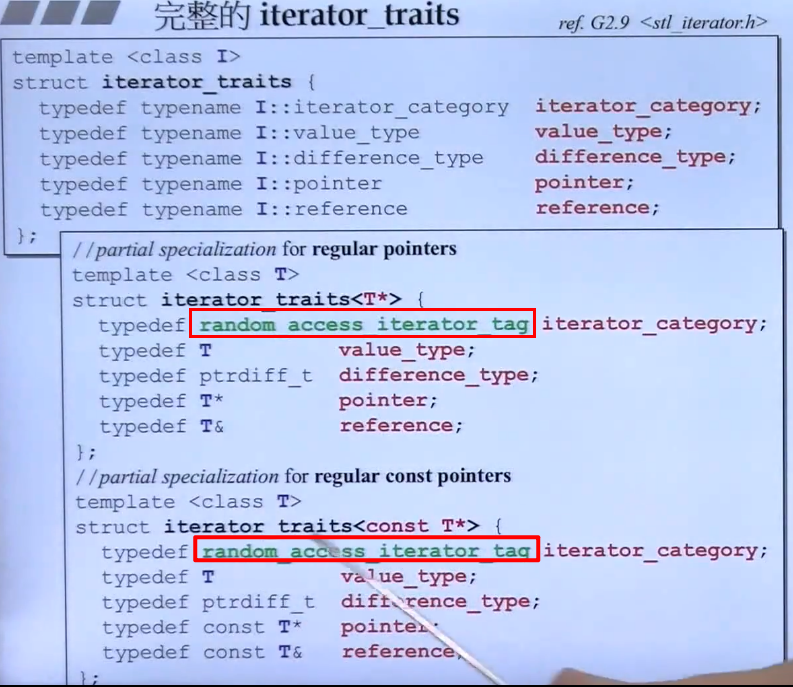 完整的 iterator_traits
ref. G2.9 <stl_iterator.h>
template <class I>
struct iterator_traits {
typedef typename I::iterator_category iterator_category;
typedef typename I::value_type value_type;
typedef typename I::difference_type difference_type;
typedef typename I::pointer pointer;
typedef typename I::reference reference;
};
//partial specialization for regular pointers
template <class T>
struct iterator_traits<T*> {
typedef random_access_iterator_tag iterator_category;
typedef T value_type;
typedef ptrdiff_t difference_type;
typedef T* pointer;
typedef T& reference;
};
//partial specialization for regular const pointers
template <class T>
struct iterator_traits<const T*> {
typedef random_access_iterator_tag iterator_category;
typedef T value_type;
typedef ptrdiff_t difference_type;
typedef const T* pointer;
typedef const T& reference;
};